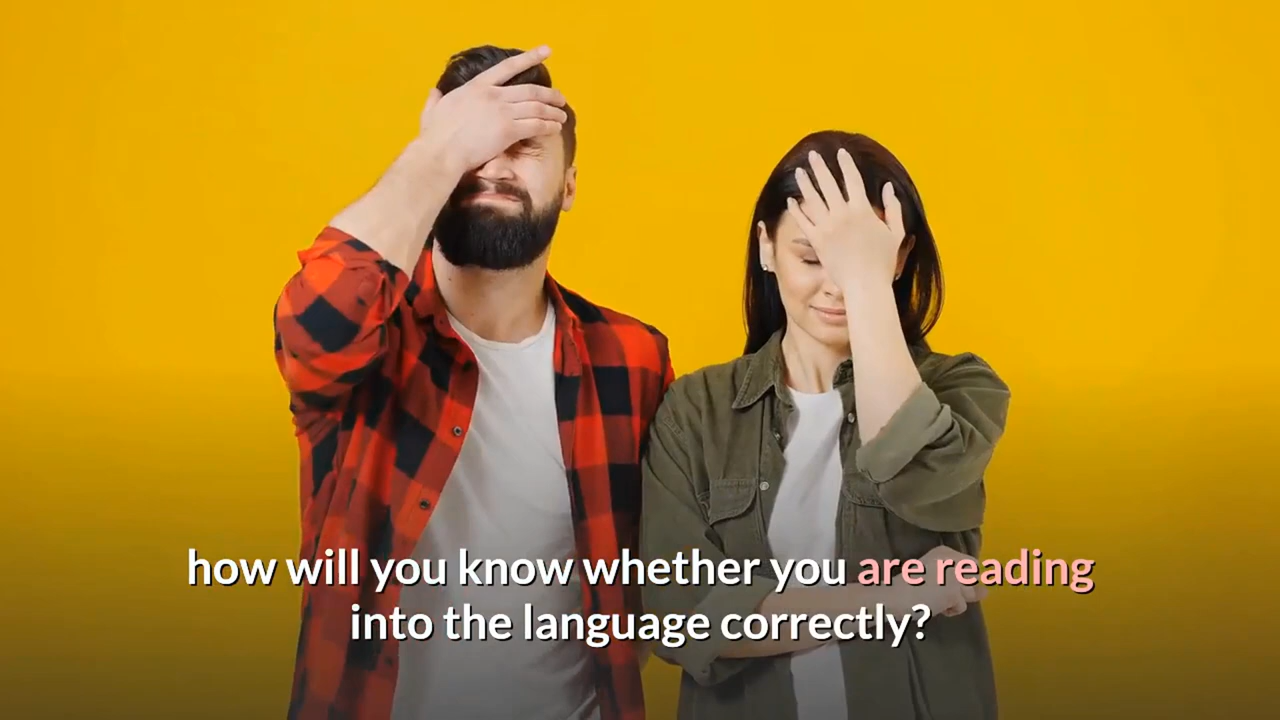 how will you know whether you are reading
into the language correctly?